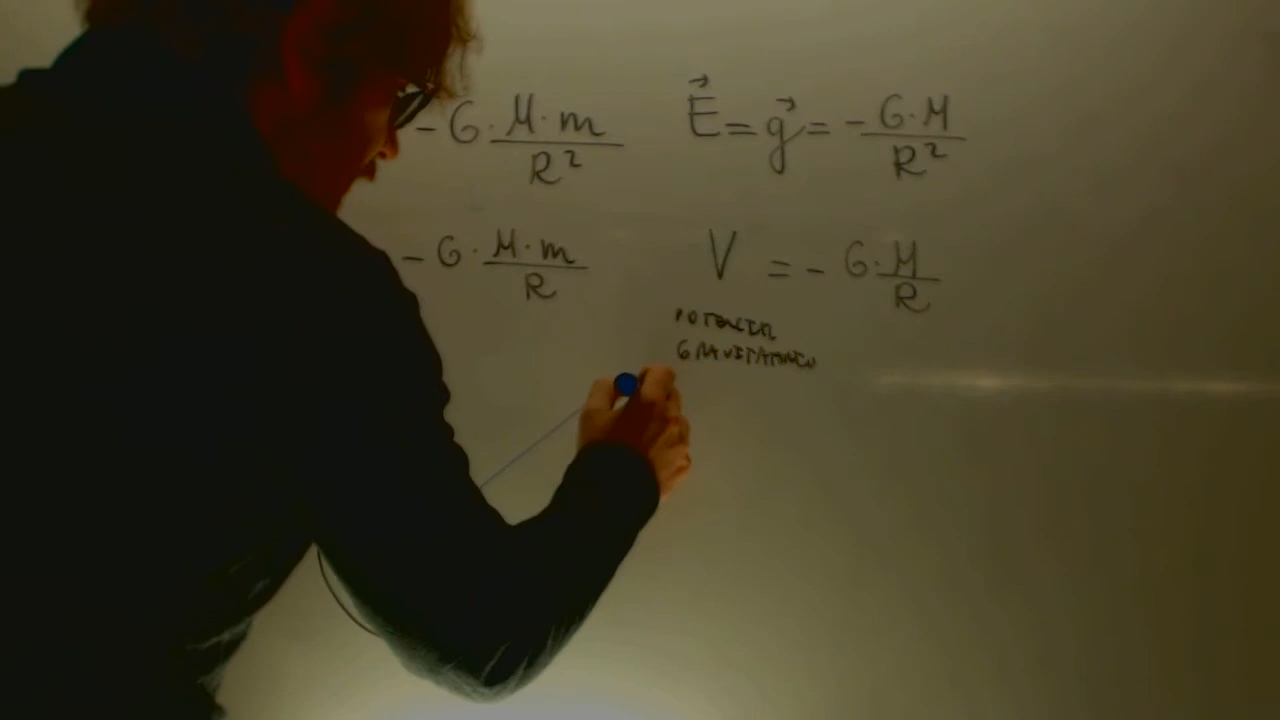 - G · M · m / R²
E⃗ = g⃗ = - G · M / R²
- G · M · m / R
V = - G · M / R
POTENCIAL
GRAVITATORIO